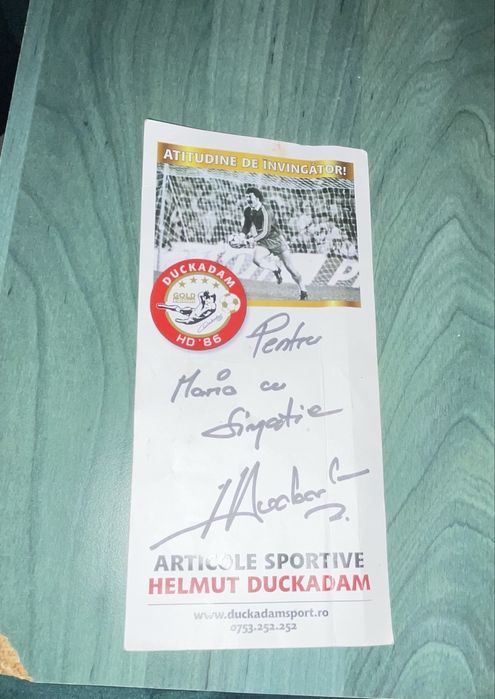 ATITUDINE DE ÎNVINGĂTOR!
DUCKADAM
GOLD
HD '86
Pentru
Maria cu
simpatie
ARTICOLE SPORTIVE
HELMUT DUCKADAM
www.duckadamsport.ro
0753.252.252